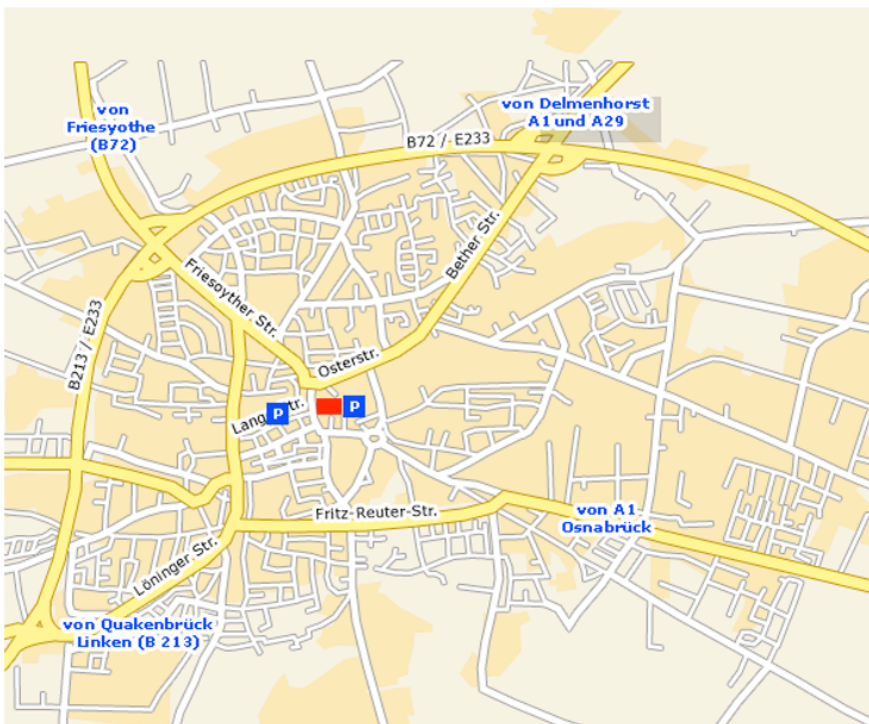 von Delmenhorst
A1 und A29
von
Friesyothe
(B72)
B72 / E233
Bether Str.
Friesoyther Str.
B213 / E233
Osterstr.
P
P
Fritz-Reuter-Str.
von A1
Osnabrück
Löninger Str.
von Quakenbrück
Linken (B 213)